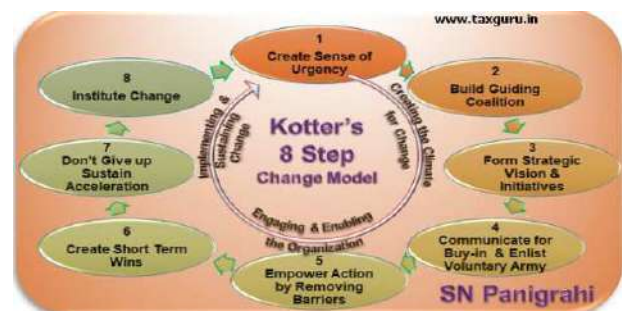 www.taxguru.in
1
Create Sense of
Urgency
2
Build Guiding
Coalition
3
Form Strategic
Vision &
Initiatives
4
Communicate for
Buy-in & Enlist
Voluntary Army
5
Empower Action
by Removing
Barriers
6
Create Short Term
Wins
7
Don't Give up
Sustain
Acceleration
8
Institute Change
Creating the Climate
for Change
Engaging & Enabling
the Organization
Implementing &
Sustaining
Change
Kotter's
8 Step
Change Model
SN Panigrahi